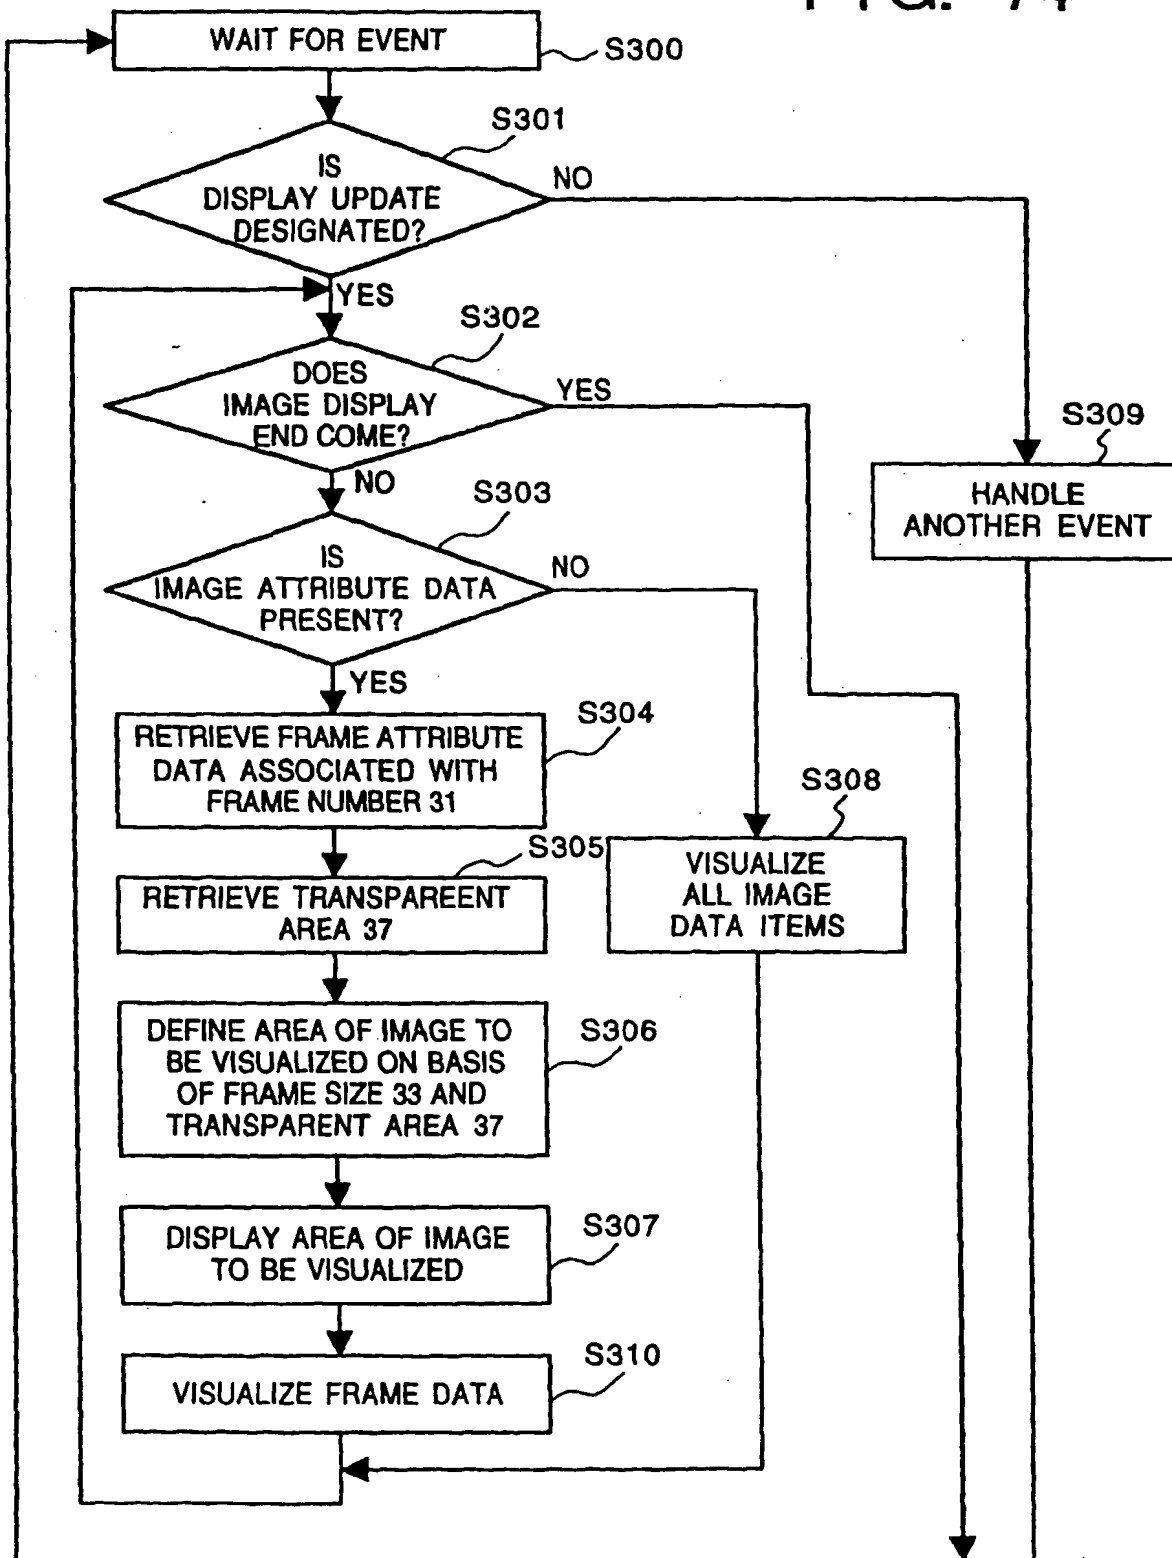 FIG.
WAIT FOR EVENT
S300
S301
IS
DISPLAY UPDATE
DESIGNATED?
NO
YES
S302
DOES
IMAGE DISPLAY
END COME?
YES
NO
S309
HANDLE
ANOTHER EVENT
S303
IS
IMAGE ATTRIBUTE DATA
PRESENT?
NO
YES
S304
RETRIEVE FRAME ATTRIBUTE
DATA ASSOCIATED WITH
FRAME NUMBER 31
S308
VISUALIZE
ALL IMAGE
DATA ITEMS
S305
RETRIEVE TRANSPAREENT
AREA 37
S306
DEFINE AREA OF IMAGE TO
BE VISUALIZED ON BASIS
OF FRAME SIZE 33 AND
TRANSPARENT AREA 37
S307
DISPLAY AREA OF IMAGE
TO BE VISUALIZED
S310
VISUALIZE FRAME DATA